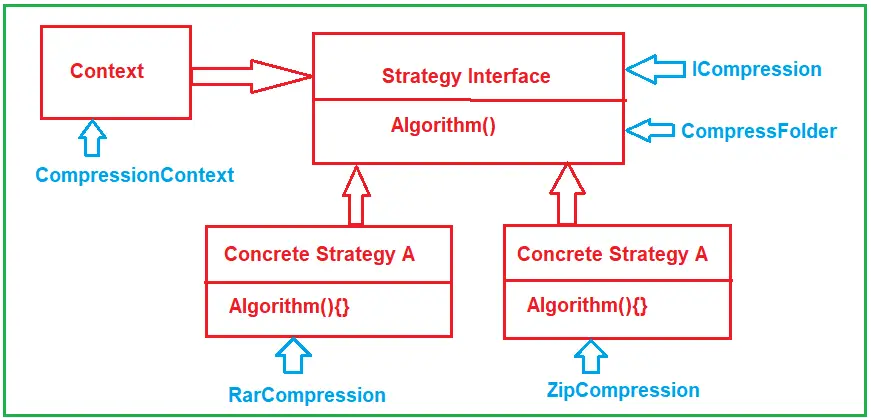 Context
CompressionContext
Strategy Interface
Algorithm()
ICompression
CompressFolder
Concrete Strategy A
Algorithm(){}
RarCompression
Concrete Strategy A
Algorithm(){}
ZipCompression